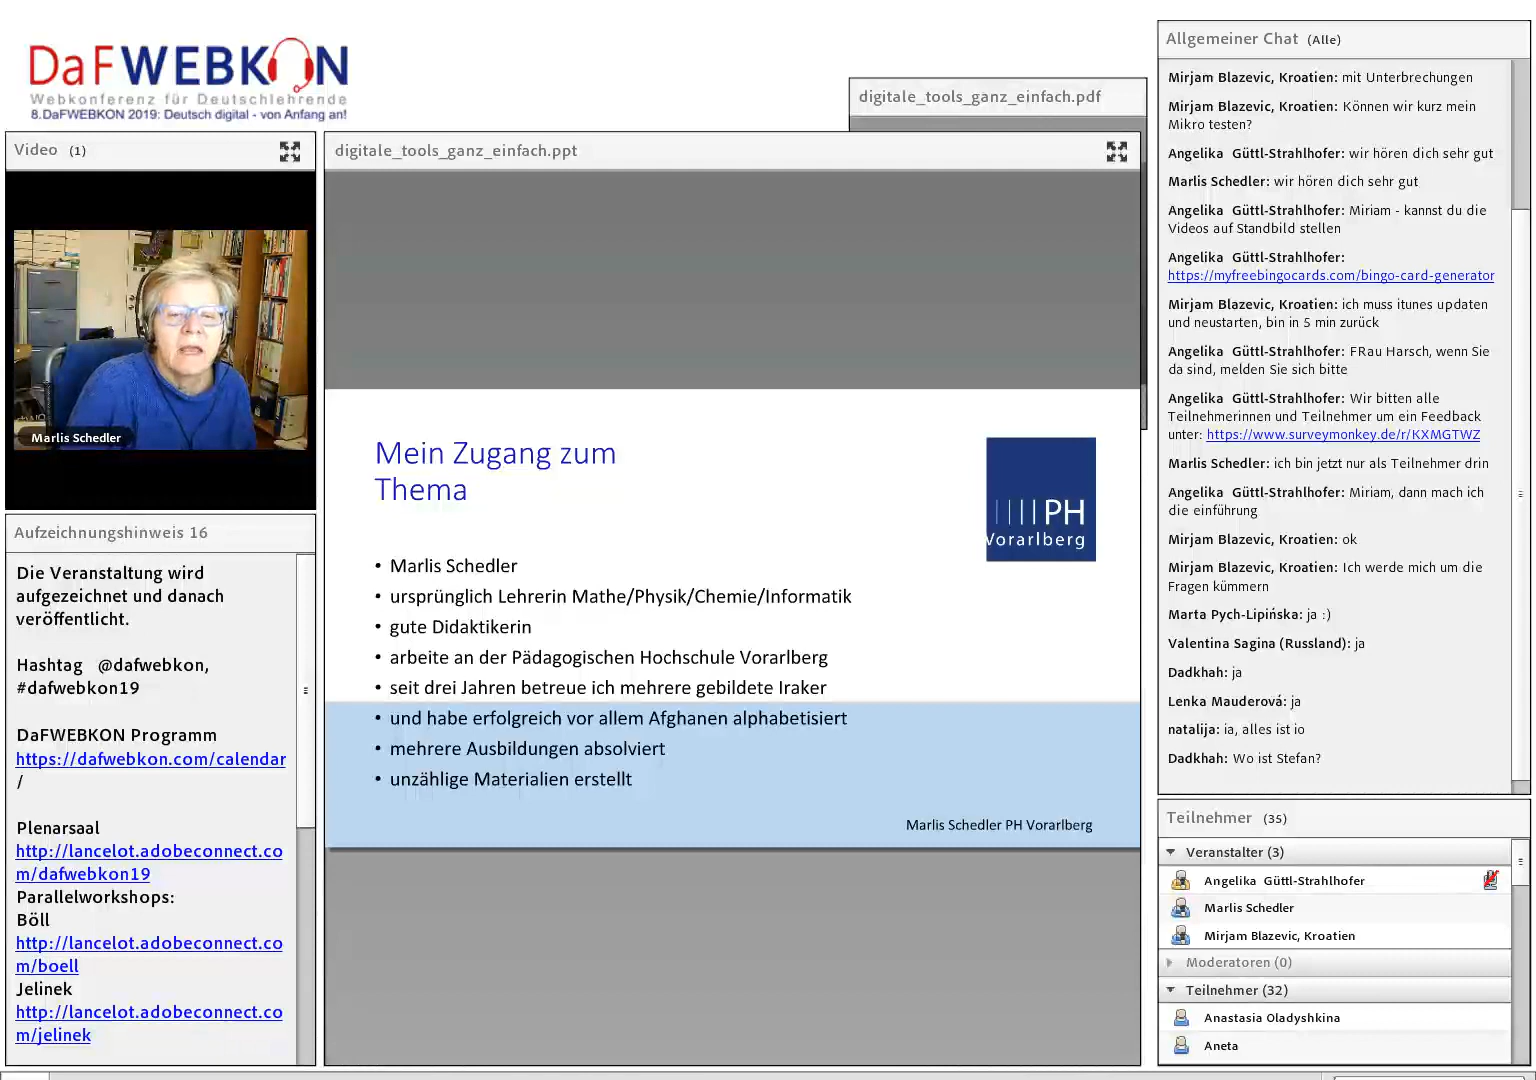 DaFWEBKON
Webkonferenz für Deutschlehrende
8.DaFWEBKON 2019: Deutsch digital - von Anfang an!
Video (1)
Marlis Schedler
Aufzeichnungshinweis 16
Die Veranstaltung wird
aufgezeichnet und danach
veröffentlicht.
Hashtag @dafwebkon,
#dafwebkon19
DaFWEBKON Programm
https://dafwebkon.com/calendar
/
Plenarsaal
http://lancelot.adobeconnect.co
m/dafwebkon19
Parallelworkshops:
Böll
http://lancelot.adobeconnect.co
m/boell
Jelinek
http://lancelot.adobeconnect.co
m/jelinek
digitale_tools_ganz_einfach.pdf
digitale_tools_ganz_einfach.ppt
Mein Zugang zum
Thema
PH
Vorarlberg
• Marlis Schedler
• ursprünglich Lehrerin Mathe/Physik/Chemie/Informatik
• gute Didaktikerin
• arbeite an der Pädagogischen Hochschule Vorarlberg
• seit drei Jahren betreue ich mehrere gebildete Iraker
• und habe erfolgreich vor allem Afghanen alphabetisiert
• mehrere Ausbildungen absolviert
• unzählige Materialien erstellt
Marlis Schedler PH Vorarlberg
Allgemeiner Chat (Alle)
Mirjam Blazevic, Kroatien: mit Unterbrechungen
Mirjam Blazevic, Kroatien: Können wir kurz mein
Mikro testen?
Angelika Güttl-Strahlhofer: wir hören dich sehr gut
Marlis Schedler: wir hören dich sehr gut
Angelika Güttl-Strahlhofer: Miriam - kannst du die
Videos auf Standbild stellen
Angelika Güttl-Strahlhofer:
https://myfreebingocards.com/bingo-card-generator
Mirjam Blazevic, Kroatien: ich muss itunes updaten
und neustarten, bin in 5 min zurück
Angelika Güttl-Strahlhofer: FRau Harsch, wenn Sie
da sind, melden Sie sich bitte
Angelika Güttl-Strahlhofer: Wir bitten alle
Teilnehmerinnen und Teilnehmer um ein Feedback
unter: https://www.surveymonkey.de/r/KXMGTWZ
Marlis Schedler: ich bin jetzt nur als Teilnehmer drin
Angelika Güttl-Strahlhofer: Miriam, dann mach ich
die einführung
Mirjam Blazevic, Kroatien: ok
Mirjam Blazevic, Kroatien: Ich werde mich um die
Fragen kümmern
Marta Pych-Lipińska: ja :)
Valentina Sagina (Russland): ja
Dadkhah: ja
Lenka Mauderová: ja
natalija: ia, alles ist io
Dadkhah: Wo ist Stefan?
Teilnehmer (35)
Veranstalter (3)
Angelika Güttl-Strahlhofer
Marlis Schedler
Mirjam Blazevic, Kroatien
Moderatoren (0)
Teilnehmer (32)
Anastasia Oladyshkina
Aneta